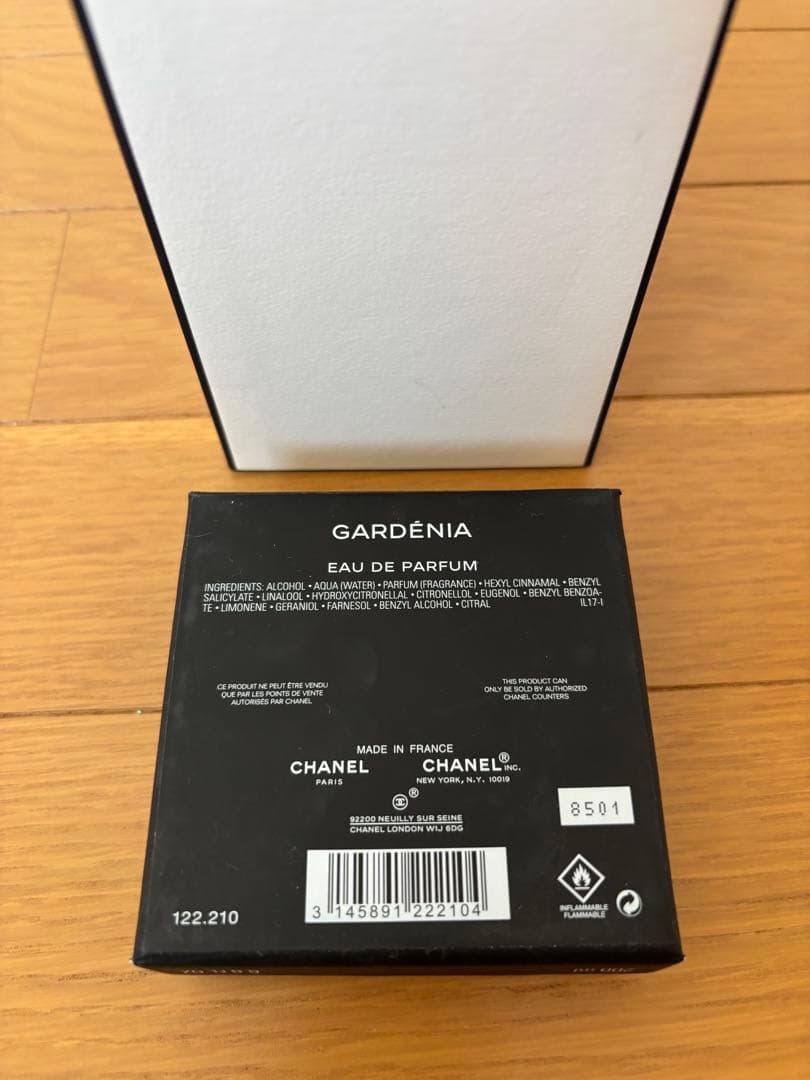 GARDÉNIA
EAU DE PARFUM
INGREDIENTS: ALCOHOL • AQUA (WATER) • PARFUM (FRAGRANCE) • HEXYL CINNAMAL • BENZYL
SALICYLATE • LINALOOL • HYDROXYCITRONELLAL • CITRONELLOL • EUGENOL • BENZYL BENZOA-
TE • LIMONENE • GERANIOL • FARNESOL • BENZYL ALCOHOL • CITRAL IL17-I
CE PRODUIT NE PEUT ÊTRE VENDU
QUE PAR LES POINTS DE VENTE
AUTORISÉS PAR CHANEL
THIS PRODUCT CAN
ONLY BE SOLD BY AUTHORIZED
CHANEL COUNTERS
MADE IN FRANCE
CHANEL
PARIS
CHANEL® INC.
NEW YORK, N.Y. 10019
®
92200 NEUILLY SUR SEINE
CHANEL LONDON W1J 6DG
8501
3 145891 222104
122.210
INFLAMMABLE
FLAMMABLE